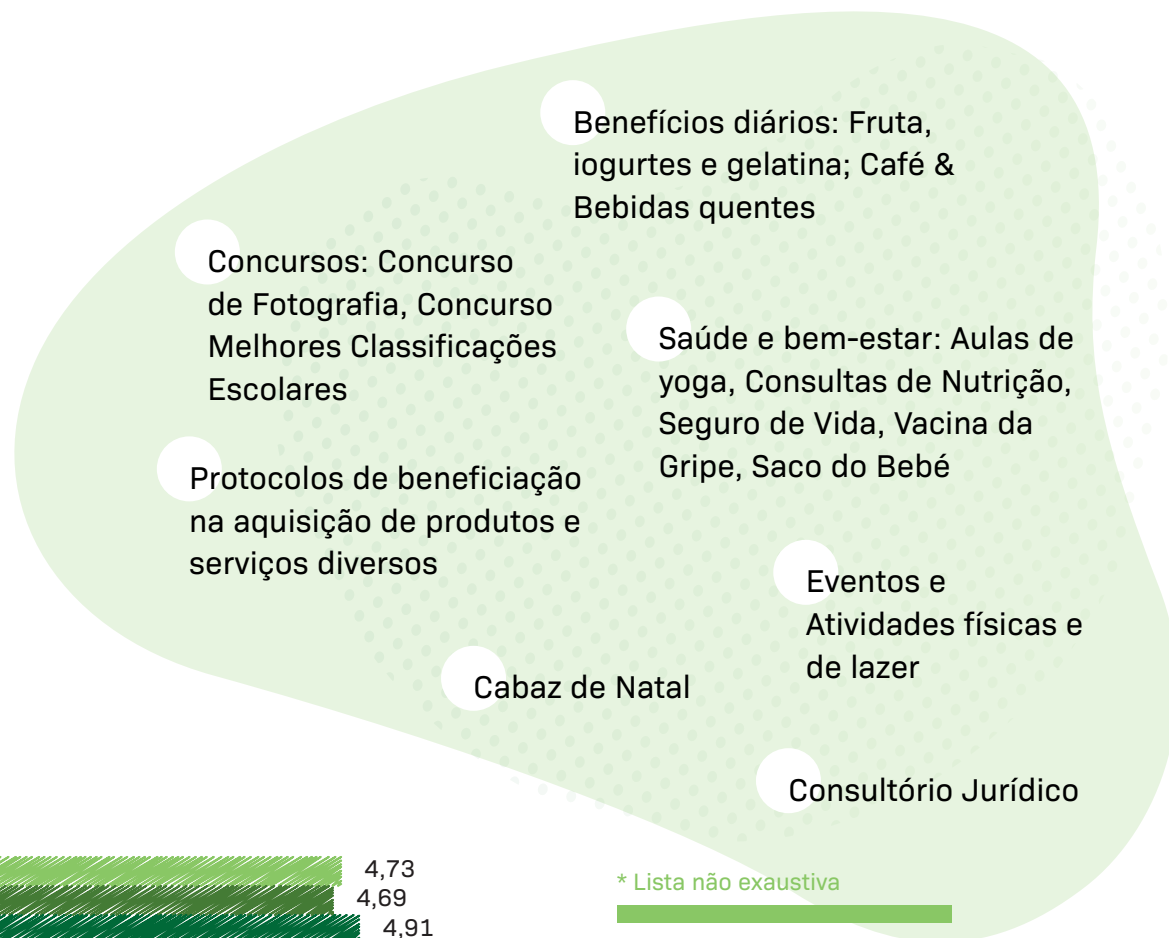 Benefícios diários: Fruta,
iogurtes e gelatina; Café &
Bebidas quentes
Concursos: Concurso
de Fotografia, Concurso
Melhores Classificações
Escolares
Saúde e bem-estar: Aulas de
yoga, Consultas de Nutrição,
Seguro de Vida, Vacina da
Gripe, Saco do Bebé
Protocolos de beneficiação
na aquisição de produtos e
serviços diversos
Eventos e
Atividades físicas e
de lazer
Cabaz de Natal
Consultório Jurídico
4,73
4,69
4,91
* Lista não exaustiva